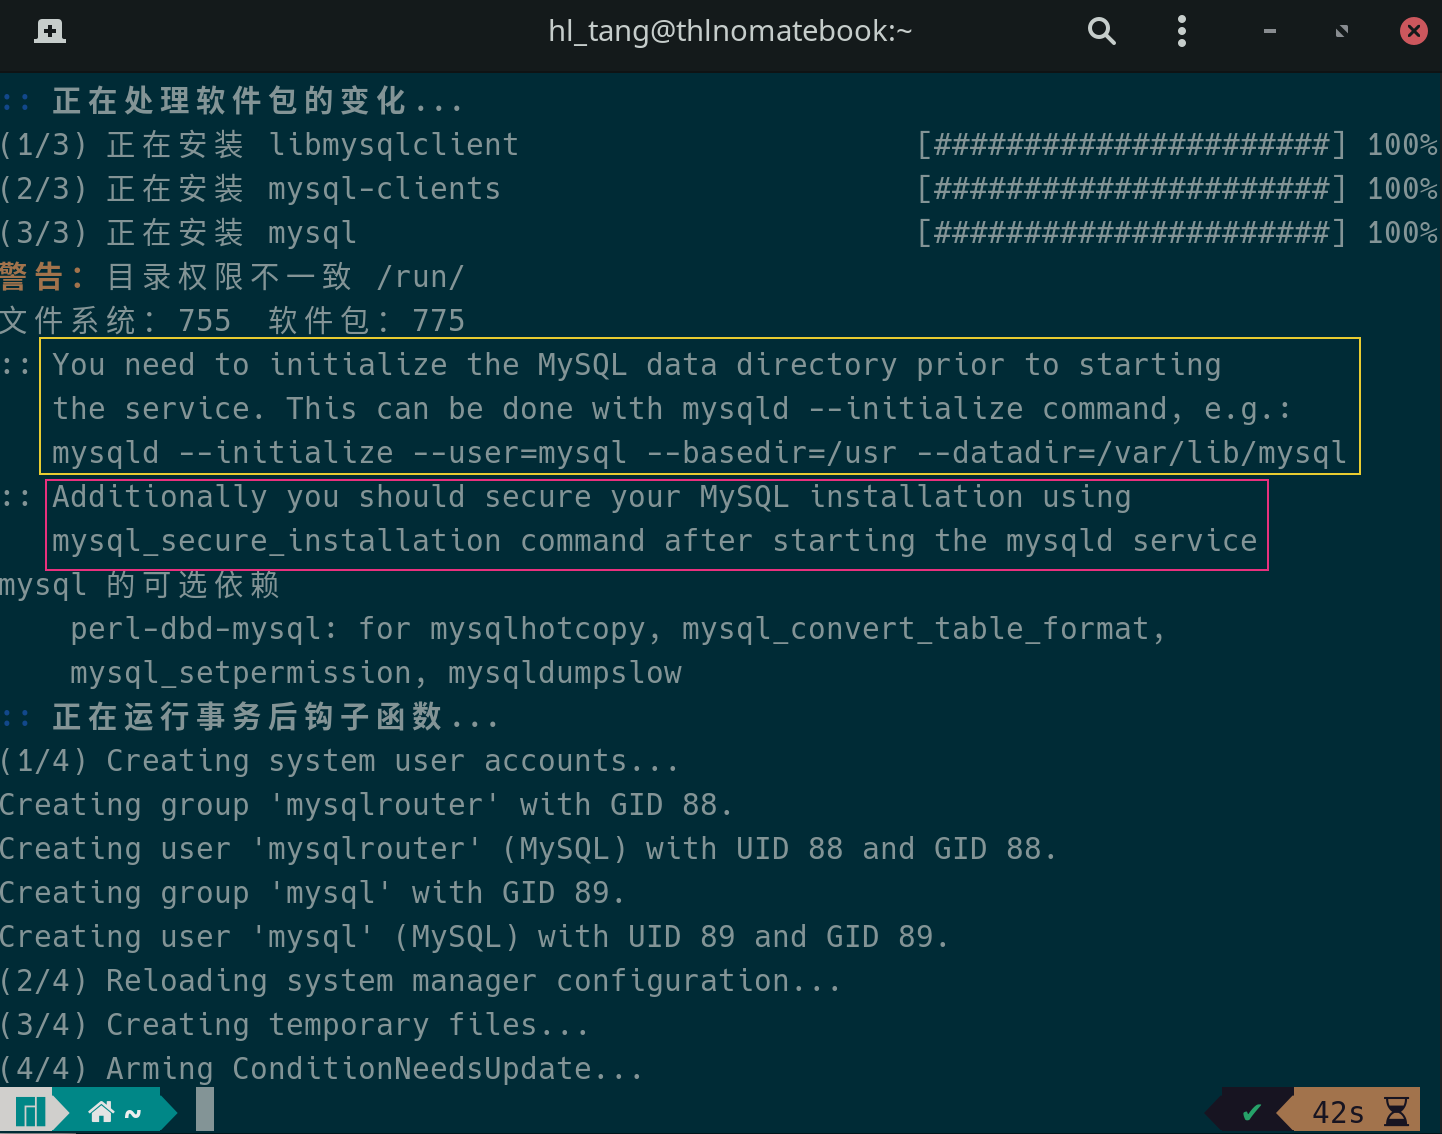 hl_tang@thlnomatebook:~
:: 正在处理软件包的变化...
(1/3) 正在安装 libmysqlclient [######################] 100%
(2/3) 正在安装 mysql-clients [######################] 100%
(3/3) 正在安装 mysql [######################] 100%
警告：目录权限不一致 /run/
文件系统：755 软件包：775
:: You need to initialize the MySQL data directory prior to starting
the service. This can be done with mysqld --initialize command, e.g.:
mysqld --initialize --user=mysql --basedir=/usr --datadir=/var/lib/mysql
:: Additionally you should secure your MySQL installation using
mysql_secure_installation command after starting the mysqld service
mysql 的可选依赖
perl-dbd-mysql: for mysqlhotcopy, mysql_convert_table_format,
mysql_setpermission, mysqldumpslow
:: 正在运行事务后钩子函数...
(1/4) Creating system user accounts...
Creating group 'mysqlrouter' with GID 88.
Creating user 'mysqlrouter' (MySQL) with UID 88 and GID 88.
Creating group 'mysql' with GID 89.
Creating user 'mysql' (MySQL) with UID 89 and GID 89.
(2/4) Reloading system manager configuration...
(3/4) Creating temporary files...
(4/4) Arming ConditionNeedsUpdate...
~ ✔ 42s